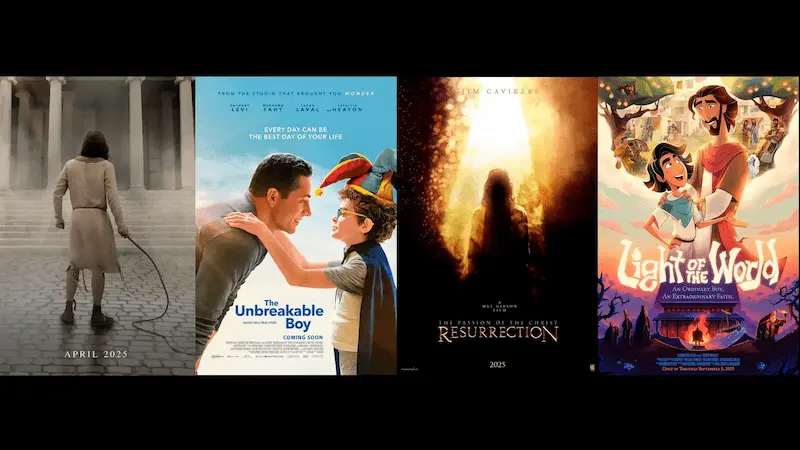 APRIL 2025
FROM THE STUDIO THAT BROUGHT YOU WONDER
ZACHARY LEVI
MEGHANN FAHY
JACOB LAVAL
PATRICIA HEATON
EVERY DAY CAN BE
THE BEST DAY OF YOUR LIFE
The
Unbreakable
Boy
BASED ON A TRUE STORY
COMING SOON
JIM CAVIEZEL
A
MEL GIBSON
FILM
THE PASSION OF THE CHRIST
RESURRECTION
2025
Light OF THE World
AN ORDINARY BOY,
AN EXTRAORDINARY FAITH.
ONLY IN THEATERS SEPTEMBER 5, 2025